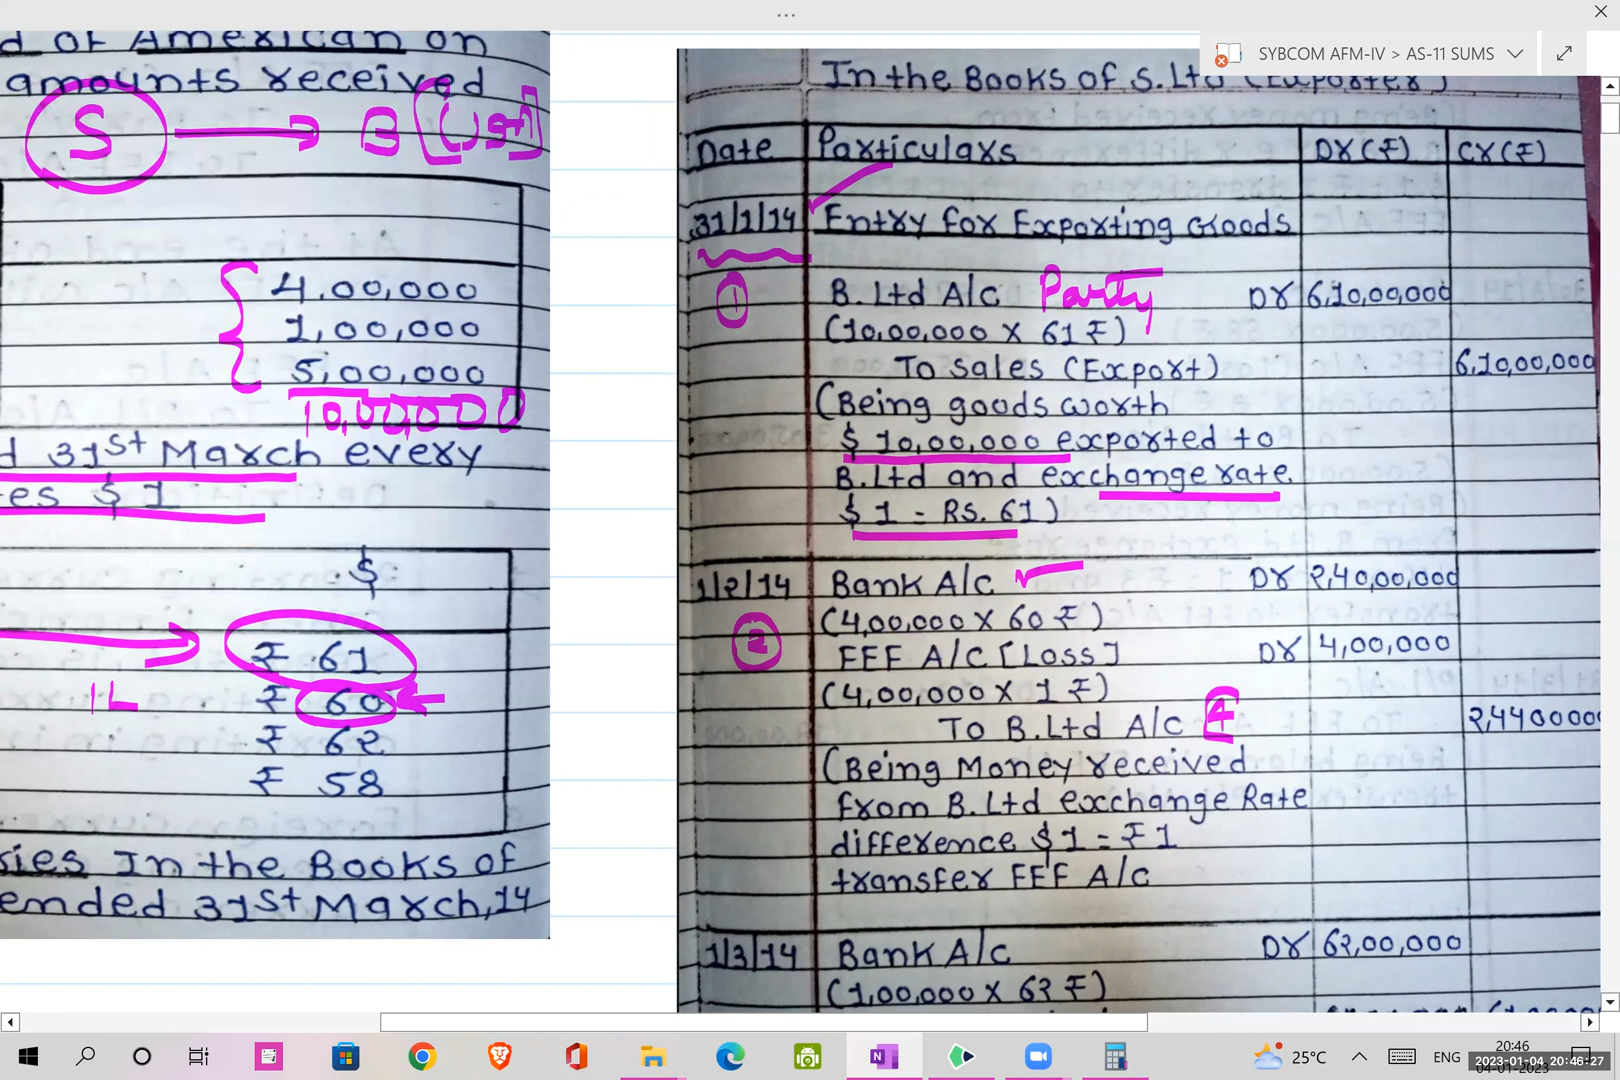 SYBCOM AFM-IV > AS-11 SUMS
d of American on
amounts received
S → B (USA)
4,00,000
1,00,000
5,00,000
10,00,000
d 31st March every
es $ 1
$
₹ 61
₹ 60
1L
₹ 62
₹ 58
sies In the Books of
ended 31st March, 14
In the Books of S. Ltd (Exporter)
Date Particulars Dr (₹) Cr (₹)
31/1/14 Entry for Exporting Goods
1 B. Ltd A/c Party Dr 6,10,00,000
(10,00,000 X 61 ₹)
To Sales (Export) 6,10,00,000
(Being goods worth
$ 10,00,000 exported to
B. Ltd and exchange rate
$ 1 = Rs. 61)
1/2/14 Bank A/c Dr 2,40,00,000
(4,00,000 X 60 ₹)
2 FEF A/c [Loss] Dr 4,00,000
(4,00,000 X 1 ₹)
To B. Ltd A/c 2,4400000
(Being Money received
from B. Ltd exchange Rate
difference $ 1 = ₹ 1
transfer FEF A/c
1/3/14 Bank A/c Dr 62,00,000
(1,00,000 X 62 ₹)
25°C
ENG
20:46
04-01-2023
2023-01-04 20:46:27